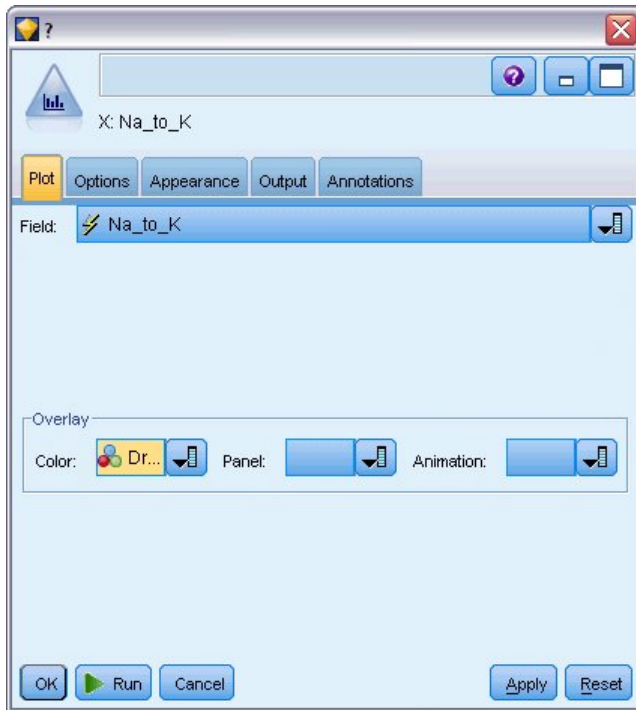 ?
X: Na_to_K
Plot Options Appearance Output Annotations
Field: Na_to_K
Overlay
Color: Dr... Panel: Animation:
OK Run Cancel Apply Reset